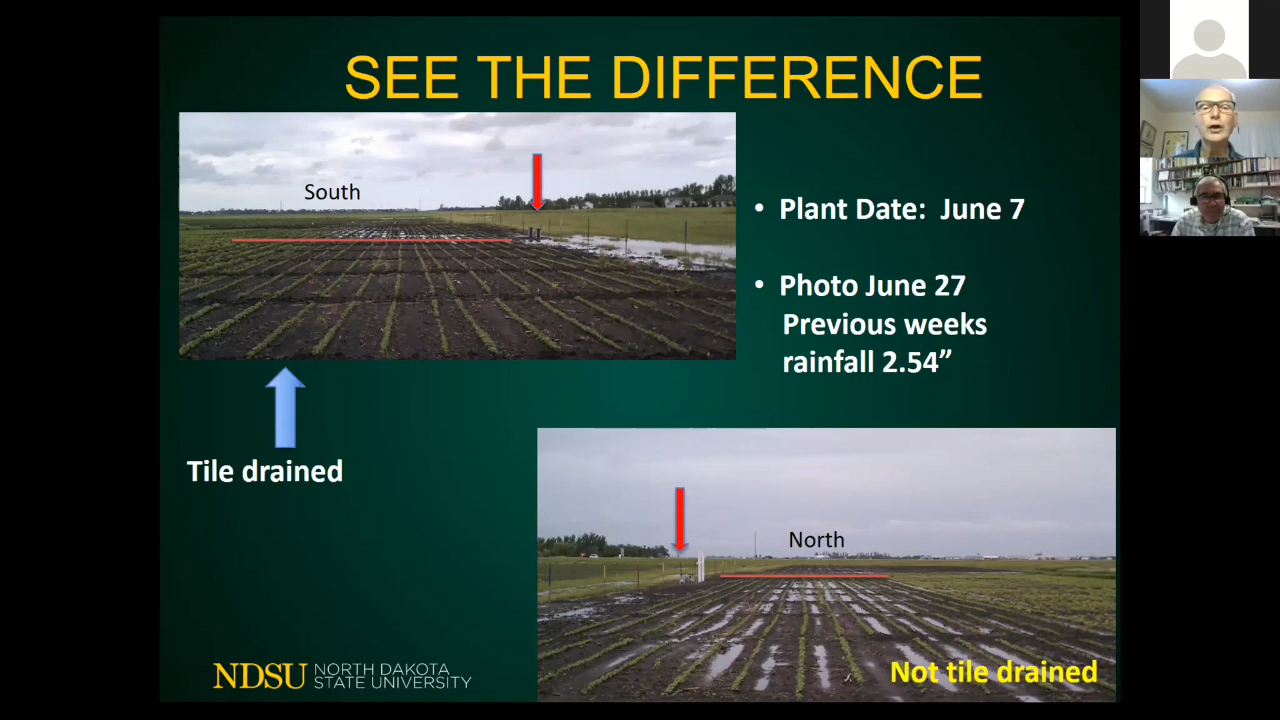 SEE THE DIFFERENCE
South
• Plant Date: June 7
• Photo June 27
Previous weeks
rainfall 2.54”
Tile drained
North
Not tile drained
NDSU NORTH DAKOTA
STATE UNIVERSITY